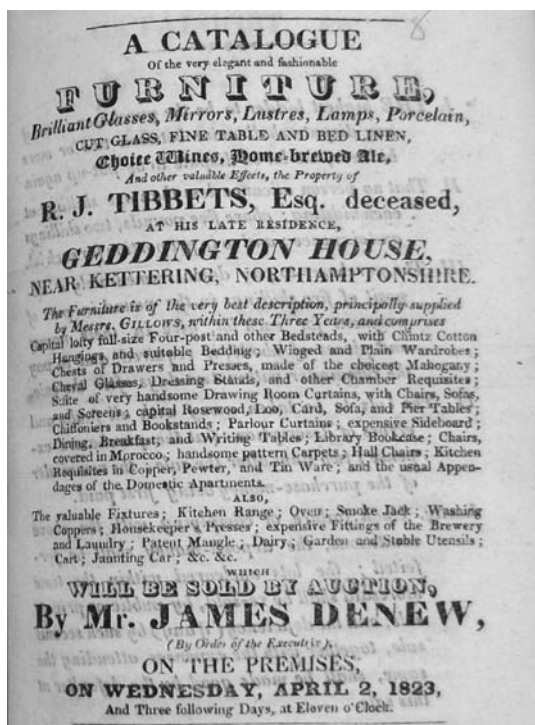 8
A CATALOGUE
Of the very elegant and fashionable
FURNITURE,
Brilliant Glasses, Mirrors, Lustres, Lamps, Porcelain,
CUT GLASS, FINE TABLE AND BED LINEN,
Choice Wines, Home-brewed Ale,
And other valuable Effects, the Property of
R. J. TIBBETS, Esq. deceased,
AT HIS LATE RESIDENCE,
GEDDINGTON HOUSE,
NEAR KETTERING, NORTHAMPTONSHIRE.
The Furniture is of the very best description, principally supplied
by Messrs. GILLOWS, within these Three Years, and comprises
Capital lofty full-size Four-post and other Bedsteads, with Chintz Cotton
Hangings and suitable Bedding; Winged and Plain Wardrobes;
Chests of Drawers and Presses, made of the choicest Mahogany;
Cheval Glasses, Dressing Stands, and other Chamber Requisites;
Suite of very handsome Drawing Room Curtains, with Chairs, Sofas,
and Screens; capital Rosewood, Loo, Card, Sofa, and Pier Tables;
Chiffoniers and Bookstands; Parlour Curtains; expensive Sideboard;
Dining, Breakfast, and Writing Tables; Library Bookcase; Chairs,
covered in Morocco; handsome pattern Carpets; Hall Chairs; Kitchen
Requisites in Copper, Pewter, and Tin Ware; and the usual Appen-
dages of the Domestic Apartments.
ALSO,
The valuable Fixtures; Kitchen Range; Oven; Smoke Jack; Washing
Coppers; Housekeeper's Presses; expensive Fittings of the Brewery
and Laundry; Patent Mangle; Dairy; Garden and Stable Utensils;
Cart; Jaunting Car; &c. &c.
WHICH
WILL BE SOLD BY AUCTION,
By Mr. JAMES DENEW,
(By Order of the Executrix),
ON THE PREMISES,
ON WEDNESDAY, APRIL 2, 1823,
And Three following Days, at Eleven o'Clock.